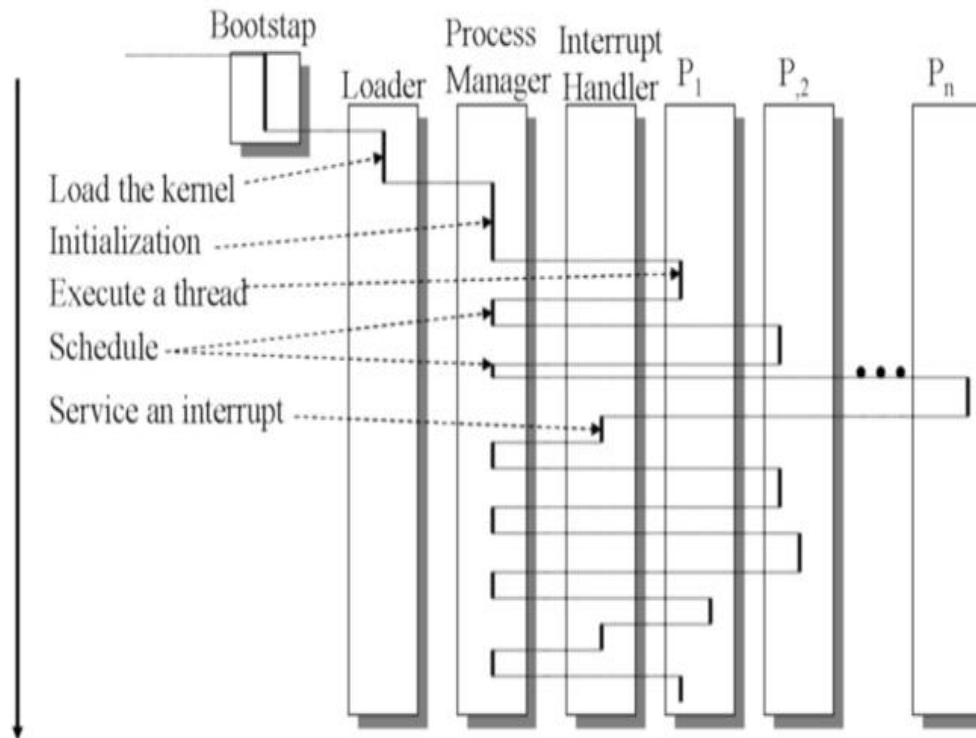 Bootstap
Loader
Process
Manager
Interrupt
Handler
P1
P,2
Pn
Load the kernel
Initialization
Execute a thread
Schedule
Service an interrupt